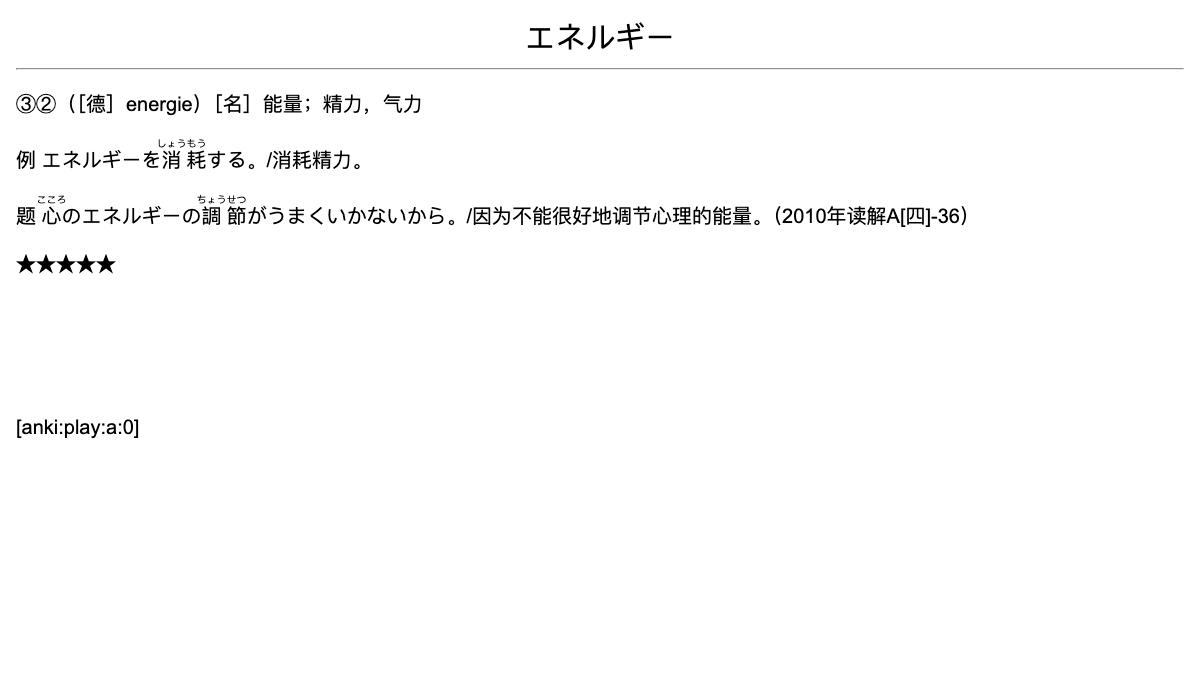 エネルギー
③②（［德］energie）［名］能量；精力，气力
しょうもう
例 エネルギーを消耗する。/消耗精力。
こころ ちょうせつ
题 心のエネルギーの調節がうまくいかないから。/因为不能很好地调节心理的能量。（2010年读解A[四]-36）
★★★★★
[anki:play:a:0]